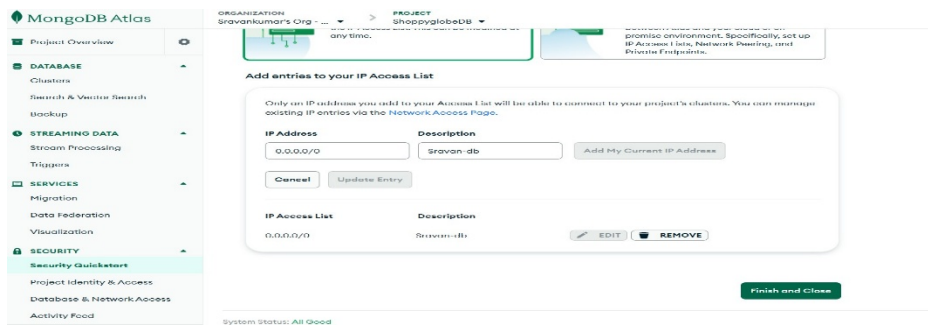 MongoDB Atlas
ORGANIZATION
Sravankumar's Org - ...
PROJECT
ShoppyglobeDB
Project Overview
DATABASE
Clusters
Search & Vector Search
Backup
STREAMING DATA
Stream Processing
Triggers
SERVICES
Migration
Data Federation
Visualization
SECURITY
Security Quickstart
Project Identity & Access
Database & Network Access
Activity Feed
any time.
premise environment. Specifically, set up
IP Access Lists, Network Peering, and
Private Endpoints.
Add entries to your IP Access List
Only an IP address you add to your Access List will be able to connect to your project's clusters. You can manage
existing IP entries via the Network Access Page.
IP Address Description
0.0.0.0/0 Sravan-db Add My Current IP Address
Cancel Update Entry
IP Access List Description
0.0.0.0/0 Sravan-db EDIT REMOVE
Finish and Close
System Status: All Good